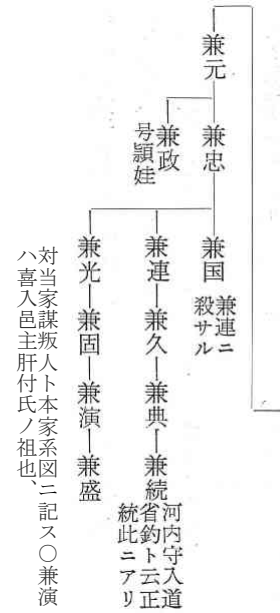 兼元
兼忠
兼政
号頴娃
兼国
兼連ニ
殺サル
兼連―兼久―兼典―兼続
河内守入道
省釣ト云正
統此ニアリ
兼光―兼固―兼演―兼盛
対当家謀叛人ト本家系図ニ記ス○兼演
ハ喜入邑主肝付氏ノ祖也、